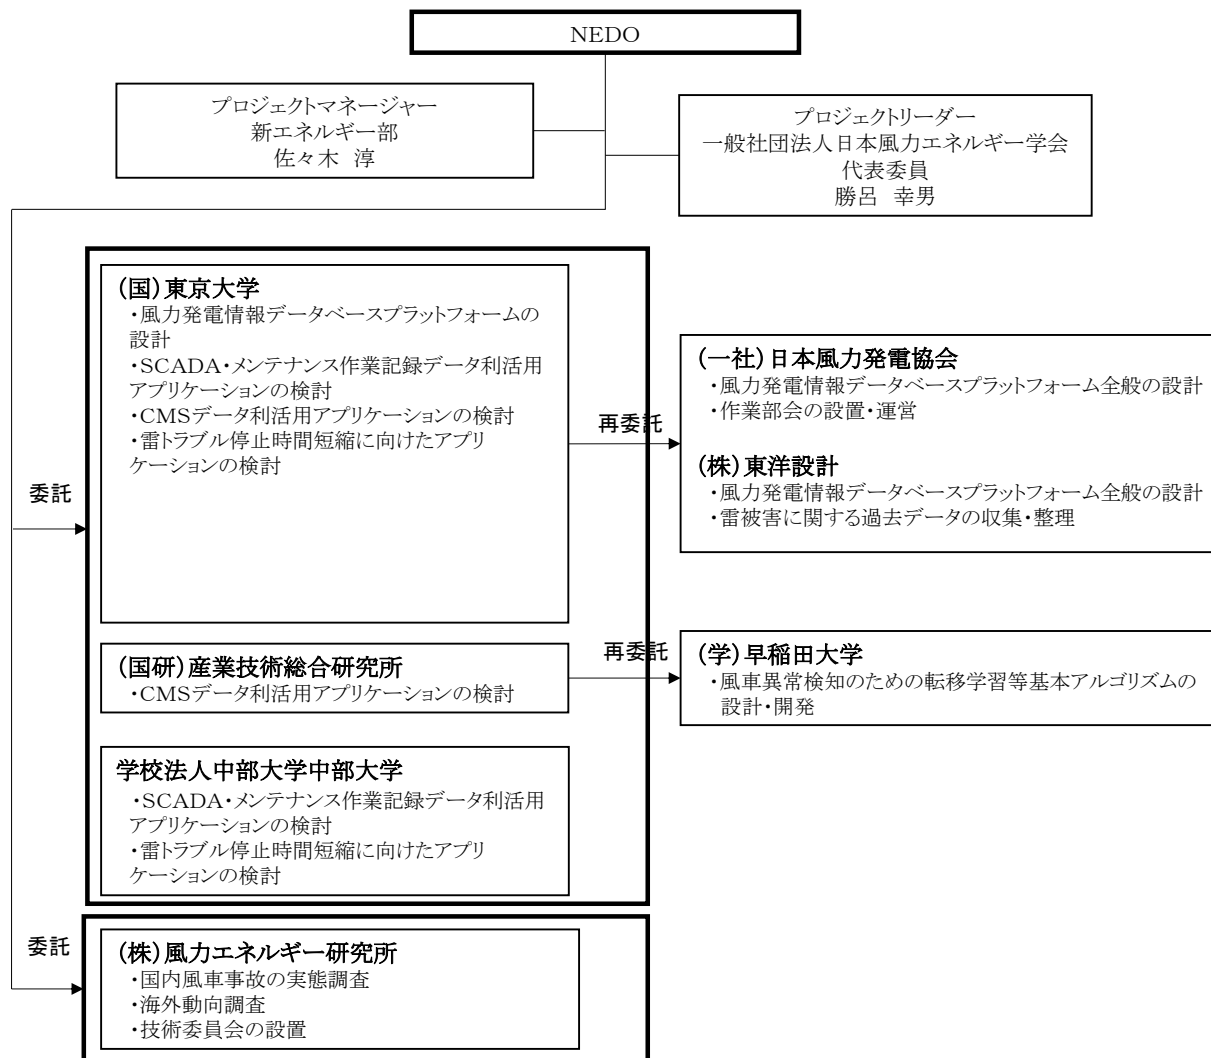 NEDO
プロジェクトマネージャー
新エネルギー部
佐々木 淳
プロジェクトリーダー
一般社団法人日本風力エネルギー学会
代表委員
勝呂 幸男
委託
(国)東京大学
・風力発電情報データベースプラットフォームの
設計
・SCADA・メンテナンス作業記録データ利活用
アプリケーションの検討
・CMSデータ利活用アプリケーションの検討
・雷トラブル停止時間短縮に向けたアプリ
ケーションの検討
再委託
(一社)日本風力発電協会
・風力発電情報データベースプラットフォーム全般の設計
・作業部会の設置・運営
(株)東洋設計
・風力発電情報データベースプラットフォーム全般の設計
・雷被害に関する過去データの収集・整理
(国研)産業技術総合研究所
・CMSデータ利活用アプリケーションの検討
再委託
(学)早稲田大学
・風車異常検知のための転移学習等基本アルゴリズムの
設計・開発
学校法人中部大学中部大学
・SCADA・メンテナンス作業記録データ利活用
アプリケーションの検討
・雷トラブル停止時間短縮に向けたアプリ
ケーションの検討
委託
(株)風力エネルギー研究所
・国内風車事故の実態調査
・海外動向調査
・技術委員会の設置